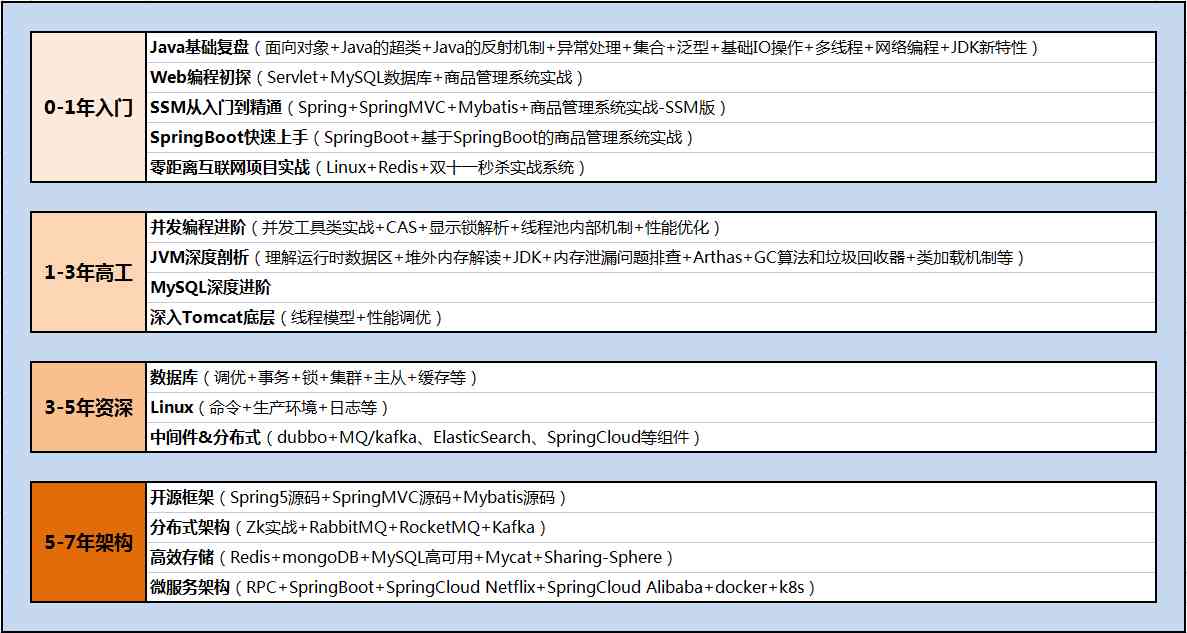 0-1年入门
Java基础复盘（面向对象+Java的超类+Java的反射机制+异常处理+集合+泛型+基础IO操作+多线程+网络编程+JDK新特性）
Web编程初探（Servlet+MySQL数据库+商品管理系统实战）
SSM从入门到精通（Spring+SpringMVC+Mybatis+商品管理系统实战-SSM版）
SpringBoot快速上手（SpringBoot+基于SpringBoot的商品管理系统实战）
零距离互联网项目实战（Linux+Redis+双十一秒杀实战系统）
1-3年高工
并发编程进阶（并发工具类实战+CAS+显示锁解析+线程池内部机制+性能优化）
JVM深度剖析（理解运行时数据区+堆外内存解读+JDK+内存泄漏问题排查+Arthas+GC算法和垃圾回收器+类加载机制等）
MySQL深度进阶
深入Tomcat底层（线程模型+性能调优）
3-5年资深
数据库（调优+事务+锁+集群+主从+缓存等）
Linux（命令+生产环境+日志等）
中间件&分布式（dubbo+MQ/kafka、ElasticSearch、SpringCloud等组件）
5-7年架构
开源框架（Spring5源码+SpringMVC源码+Mybatis源码）
分布式架构（Zk实战+RabbitMQ+RocketMQ+Kafka）
高效存储（Redis+mongoDB+MySQL高可用+Mycat+Sharing-Sphere）
微服务架构（RPC+SpringBoot+SpringCloud Netflix+SpringCloud Alibaba+docker+k8s）